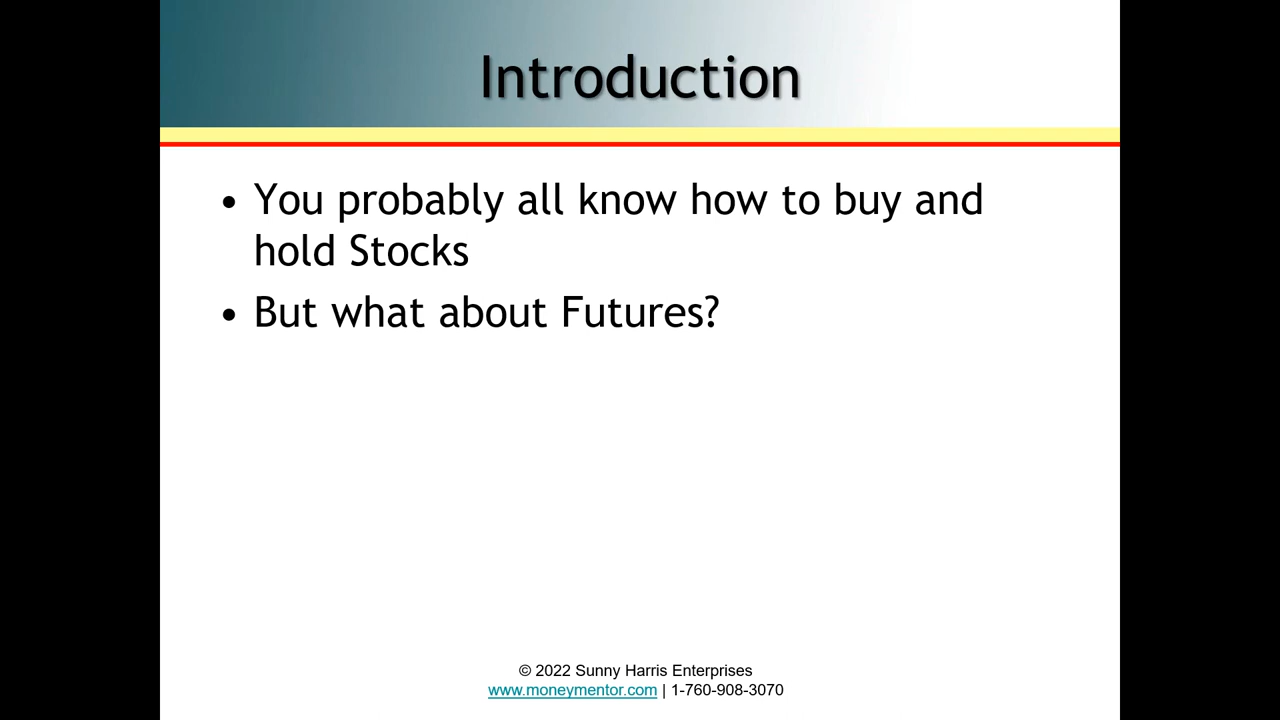 Introduction
• You probably all know how to buy and
hold Stocks
• But what about Futures?
© 2022 Sunny Harris Enterprises
www.moneymentor.com | 1-760-908-3070